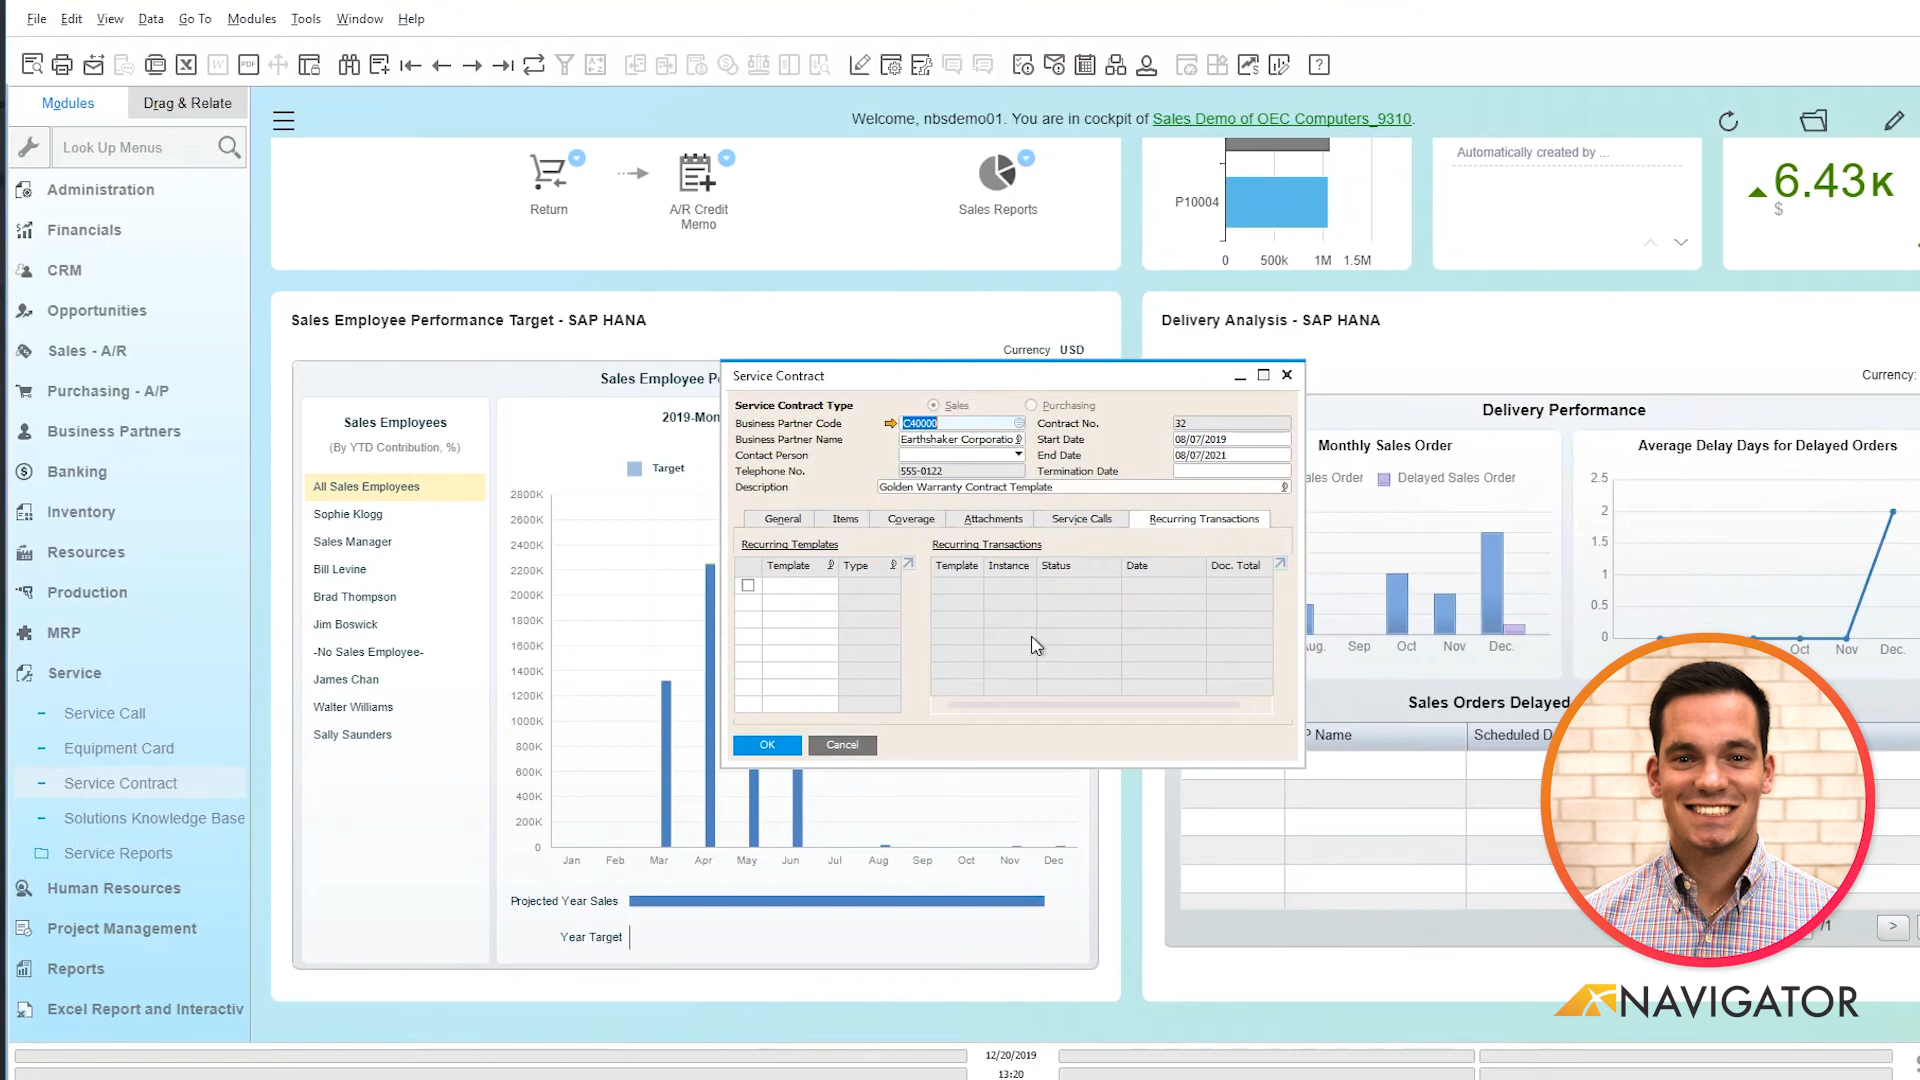 File Edit View Data Go To Modules Tools Window Help
Modules Drag & Relate
Look Up Menus
Administration
Financials
CRM
Opportunities
Sales - A/R
Purchasing - A/P
Business Partners
Banking
Inventory
Resources
Production
MRP
Service
Service Call
Equipment Card
Service Contract
Solutions Knowledge Base
Service Reports
Human Resources
Project Management
Reports
Excel Report and Interactiv
Welcome, nbsdemo01. You are in cockpit of Sales Demo of OEC Computers_9310.
Return
A/R Credit
Memo
Sales Reports
P10004
0 500k 1M 1.5M
Automatically created by ...
6.43K
$
Sales Employee Performance Target - SAP HANA
Currency USD
Sales Employee Pe
Sales Employees
(By YTD Contribution, %)
All Sales Employees
Sophie Klogg
Sales Manager
Bill Levine
Brad Thompson
Jim Boswick
-No Sales Employee-
James Chan
Walter Williams
Sally Saunders
2019-Mon
Target
2800K
2600K
2400K
2200K
2000K
1800K
1600K
1400K
1200K
1000K
800K
600K
400K
200K
0
Jan Feb Mar Apr May Jun Jul Aug Sep Oct Nov Dec
Projected Year Sales
Year Target
Service Contract
Service Contract Type Sales Purchasing
Business Partner Code C40000 Contract No. 32
Business Partner Name Earthshaker Corporatio Start Date 08/07/2019
Contact Person End Date 08/07/2021
Telephone No. 555-0122 Termination Date
Description Golden Warranty Contract Template
General Items Coverage Attachments Service Calls Recurring Transactions
Recurring Templates Recurring Transactions
Template Type Template Instance Status Date Doc. Total
OK Cancel
Delivery Analysis - SAP HANA
Currency:
Delivery Performance
Monthly Sales Order
ales Order Delayed Sales Order
ug. Sep Oct Nov Dec.
Average Delay Days for Delayed Orders
2.5
2
1.5
1
0.5
0
Oct Nov Dec.
Sales Orders Delayed
P Name Scheduled D
/1 >
NAVIGATOR
12/20/2019
13:20